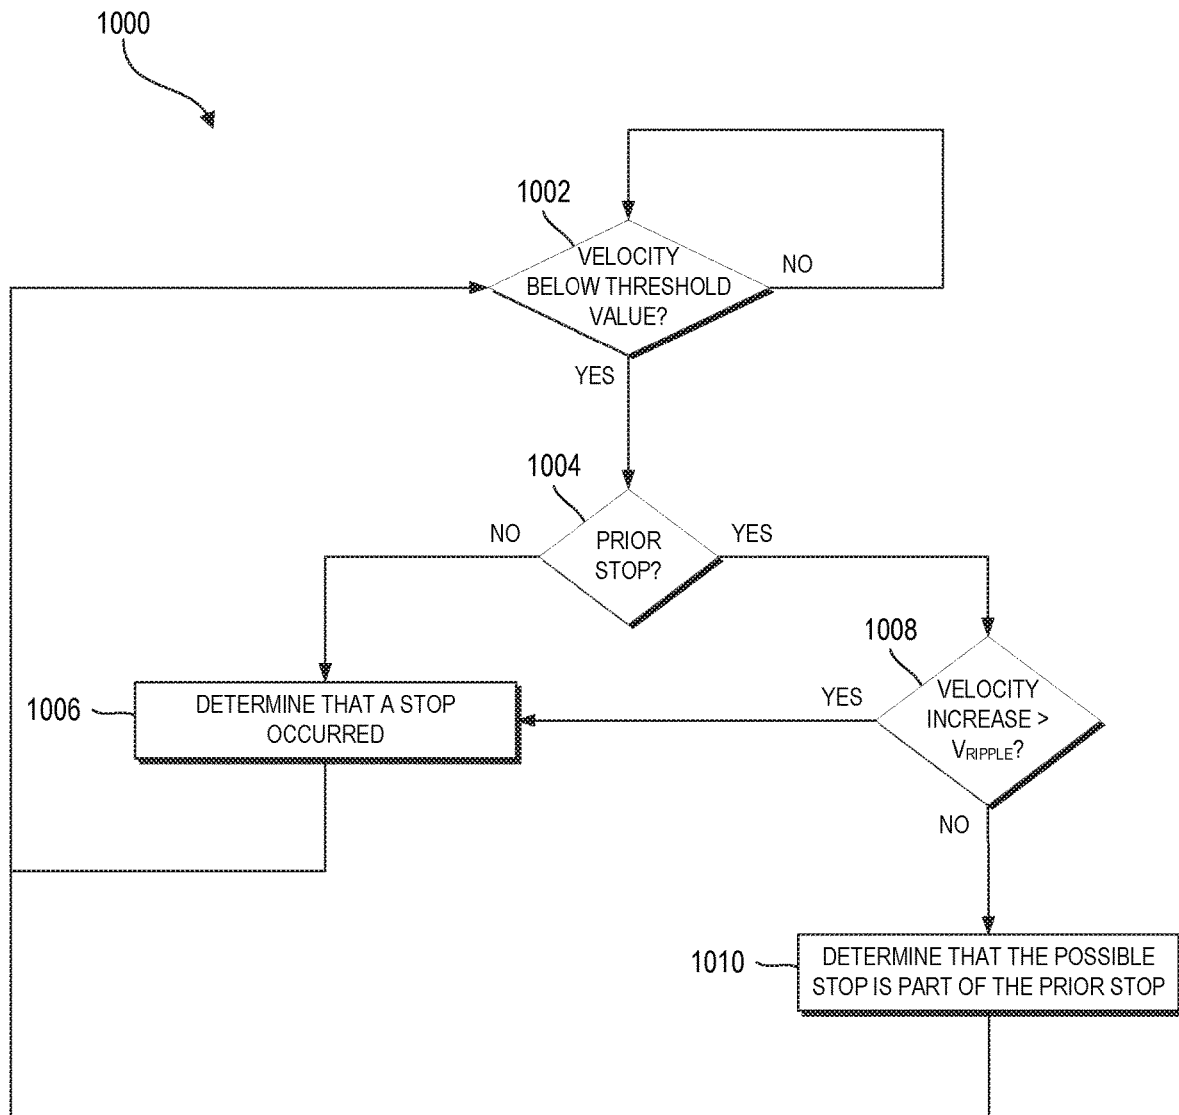 1000
1002
VELOCITY
BELOW THRESHOLD
VALUE?
NO
YES
1004
NO
PRIOR
STOP?
YES
1008
1006
DETERMINE THAT A STOP
OCCURRED
YES
VELOCITY
INCREASE >
VRIPPLE?
NO
1010
DETERMINE THAT THE POSSIBLE
STOP IS PART OF THE PRIOR STOP